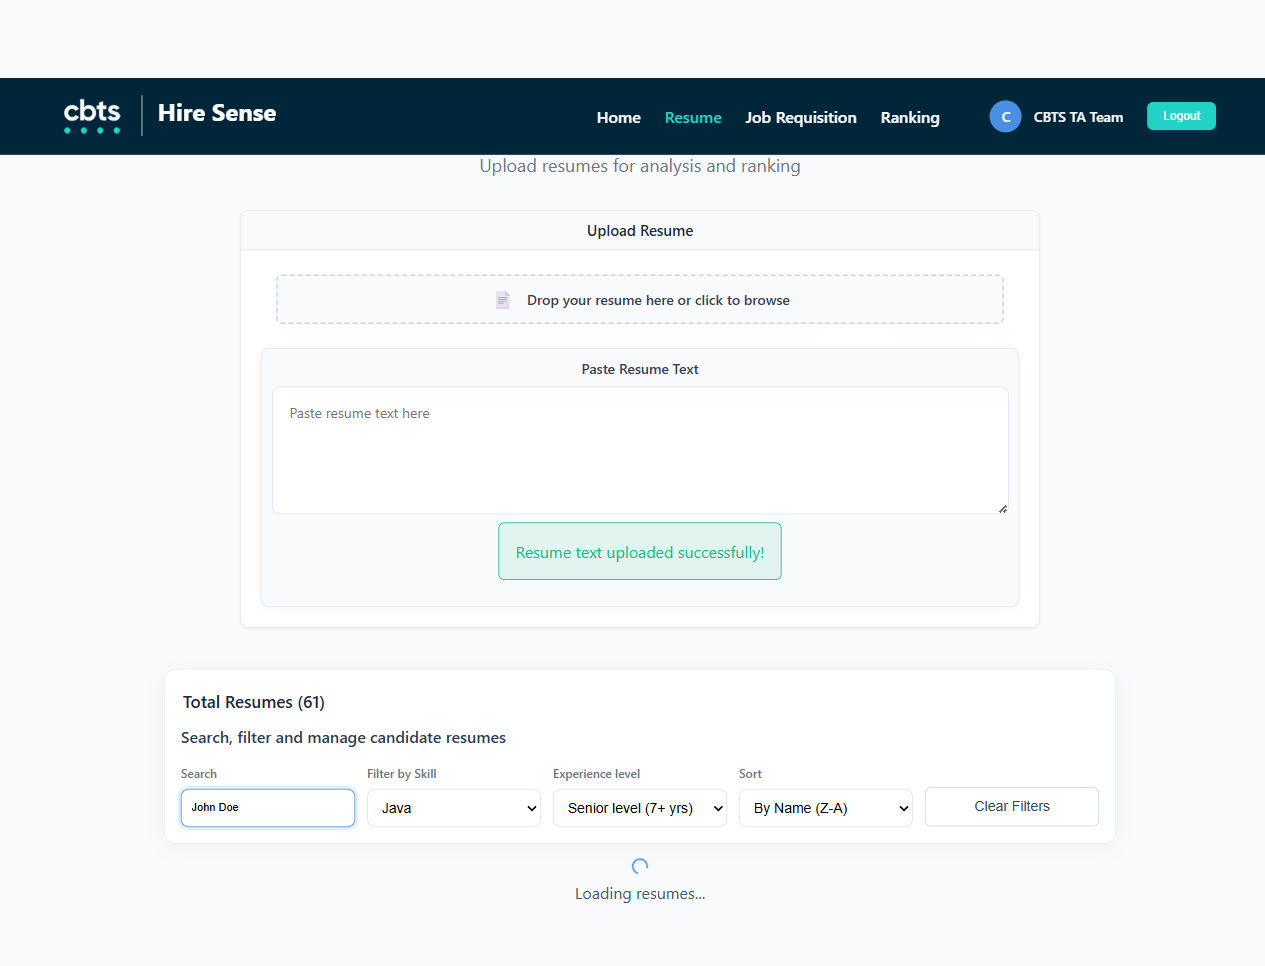 cbts
Hire Sense
Home
Resume
Job Requisition
Ranking
C
CBTS TA Team
Logout
Upload resumes for analysis and ranking
Upload Resume
Drop your resume here or click to browse
Paste Resume Text
Paste resume text here
Resume text uploaded successfully!
Total Resumes (61)
Search, filter and manage candidate resumes
Search
Filter by Skill
Experience level
Sort
John Doe
Java
Senior level (7+ yrs)
By Name (Z-A)
Clear Filters
Loading resumes...